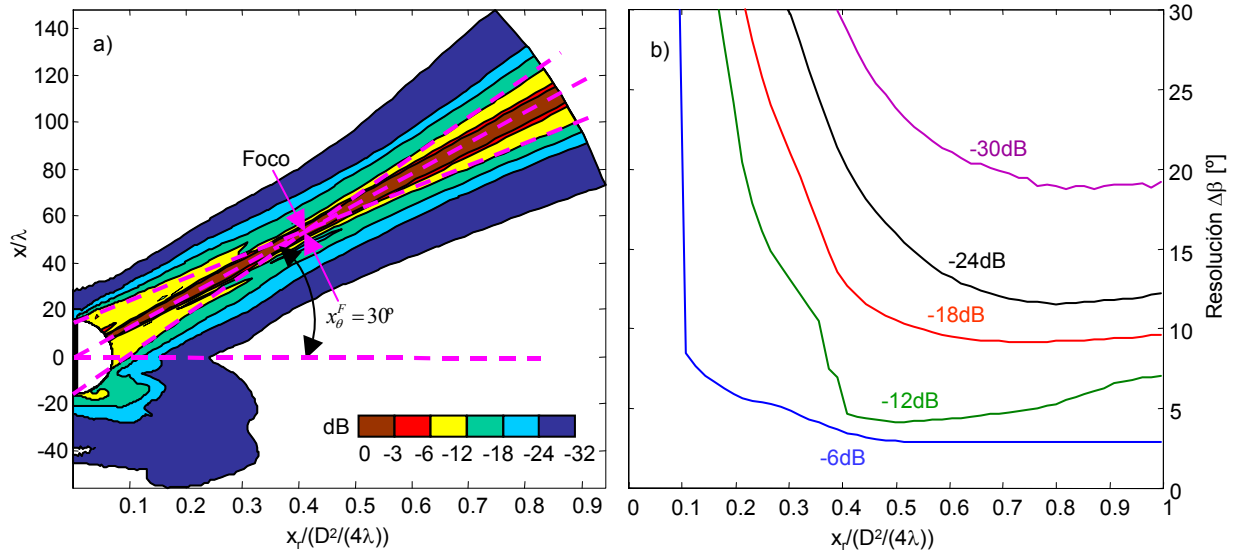 a)
x/λ
140
120
100
80
60
40
20
0
-20
-40
Foco
x_θ^F = 30º
dB
0 -3 -6 -12 -18 -24 -32
0.1 0.2 0.3 0.4 0.5 0.6 0.7 0.8 0.9
x_r/(D²/(4λ))
b)
-30dB
-24dB
-18dB
-12dB
-6dB
30
25
20
15
10
5
0
Resolución Δβ [º]
0 0.1 0.2 0.3 0.4 0.5 0.6 0.7 0.8 0.9 1
x_r/(D²/(4λ))